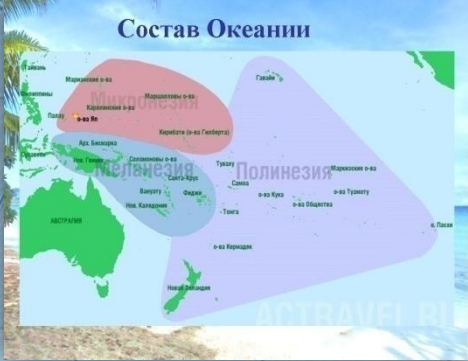 Состав Океании
Тайвань
Марианские о-ва
Гавайи
Филиппины
Маршалловы о-ва
Микронезия
Каролинские о-ва
Палау
о-ва Яп
Кирибати (о-ва Гилберта)
Арх. Бисмарка
Нов. Гвинея
Соломоновы о-ва
Меланезия
Тувалу
Полинезия
Маркизские о-ва
Санта-Крус
Самоа
Вануату
Фиджи
о-ва Кука
о-ва Туамоту
Нов. Каледония
Тонга
о-ва Общества
АВСТРАЛИЯ
о. Пасхи
о-ва Кермадек
Новая Зеландия
ACTRAVEL.RU